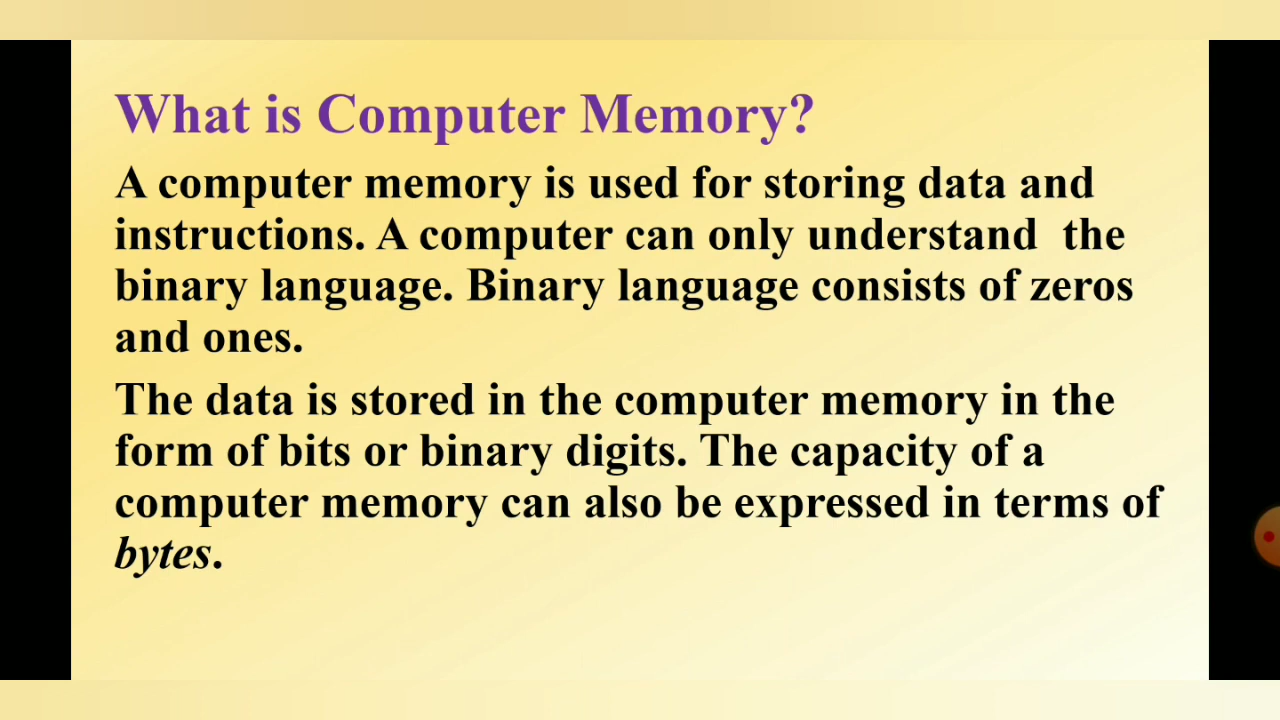 What is Computer Memory?
A computer memory is used for storing data and
instructions. A computer can only understand  the
binary language. Binary language consists of zeros
and ones.
The data is stored in the computer memory in the
form of bits or binary digits. The capacity of a
computer memory can also be expressed in terms of
bytes.